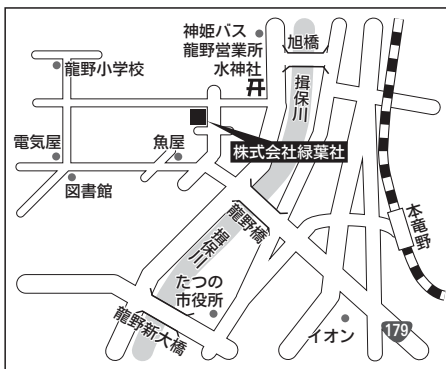 神姫バス
龍野営業所
水神社
旭橋
龍野小学校
揖保川
電気屋
魚屋
株式会社緑葉社
図書館
本竜野
龍野橋
揖保川
たつの
市役所
龍野新大橋
イオン
179